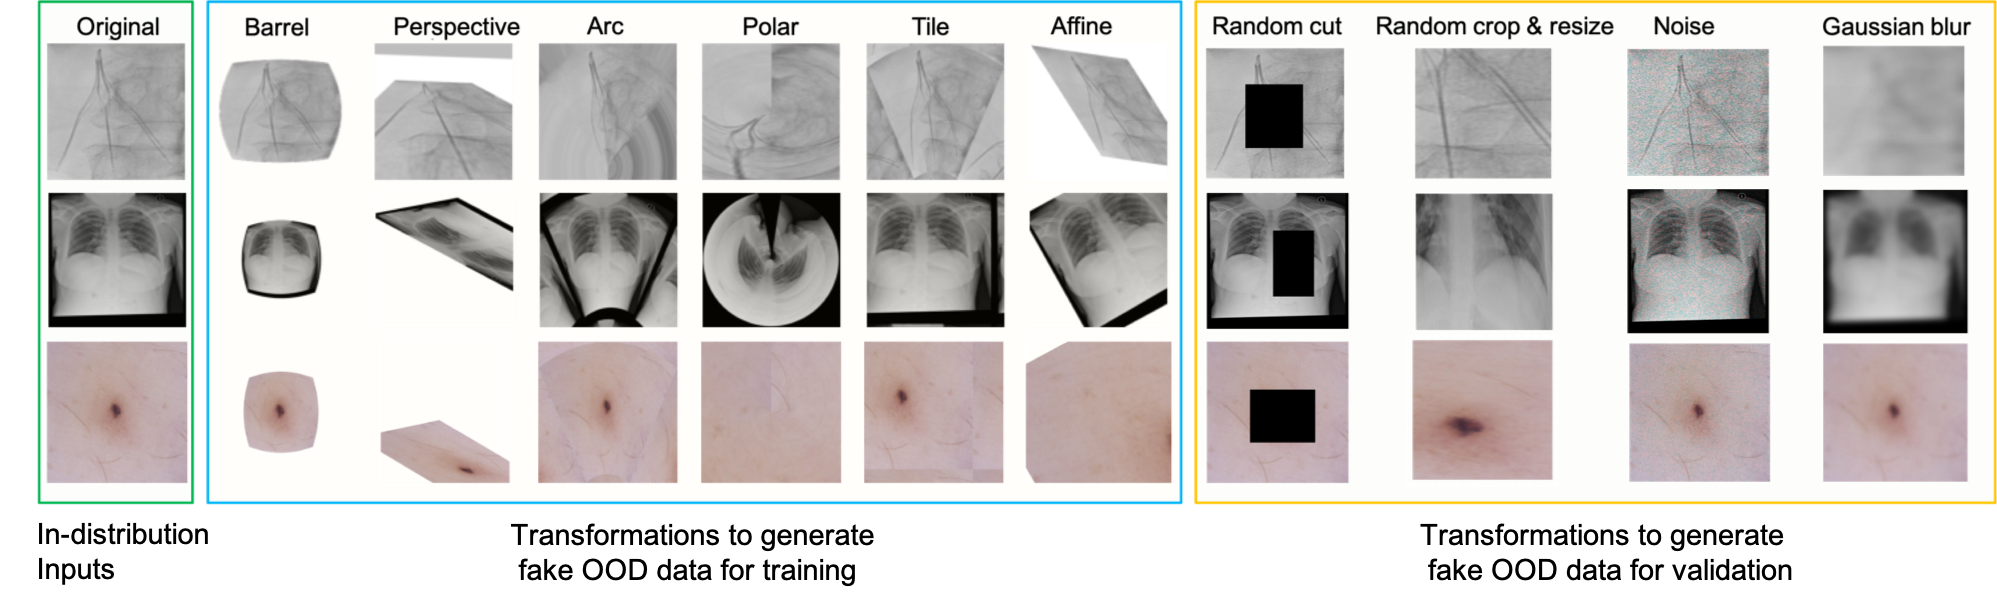 Original
Barrel
Perspective
Arc
Polar
Tile
Affine
Random cut
Random crop & resize
Noise
Gaussian blur
In-distribution
Inputs
Transformations to generate
fake OOD data for training
Transformations to generate
fake OOD data for validation